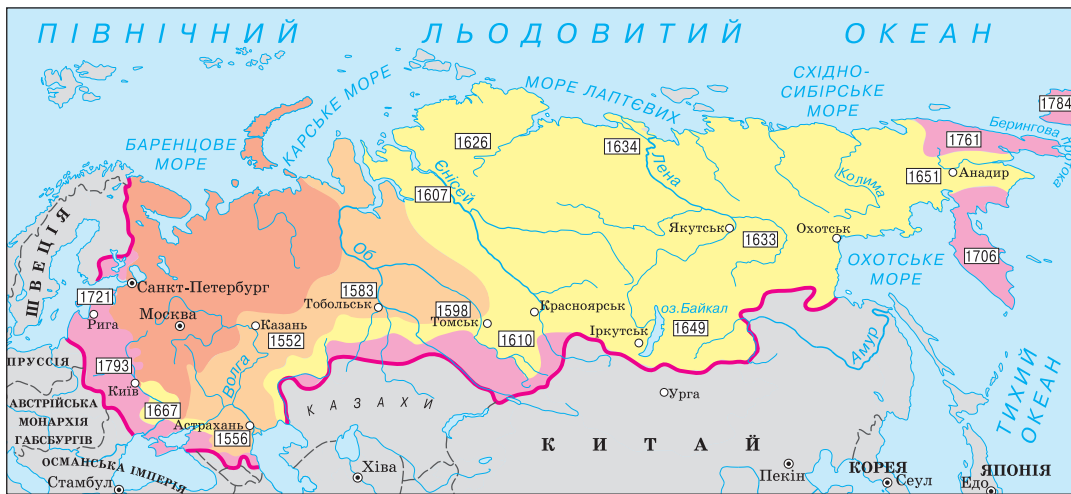 ПІВНІЧНИЙ ЛЬОДОВИТИЙ ОКЕАН
БАРЕНЦОВЕ
МОРЕ
КАРСЬКЕ МОРЕ
МОРЕ ЛАПТЄВИХ
СХІДНО-
СИБІРСЬКЕ
МОРЕ
1784
Берингова
1761
1626
1634
1651
Анадир
Єнісей
1607
Лена
Колима
ШВЕЦІЯ
Якутськ
1633
Охотськ
ОХОТСЬКЕ
МОРЕ
1706
Об
Санкт-Петербург
1721
Рига
Москва
1583
Тобольськ
Казань
1552
1598
Томськ
Красноярськ
1610
оз. Байкал
Іркутськ
1649
Амур
ПРУССІЯ
1793
Київ
Волга
1667
Астрахань
1556
КАЗАХИ
Урга
АВСТРІЙСЬКА
МОНАРХІЯ
ГАБСБУРГІВ
ОСМАНСЬКА ІМПЕРІЯ
Стамбул
Хіва
КИТАЙ
Пекін
КОРЕЯ
Сеул
ЯПОНІЯ
Едо
ТИХИЙ
ОКЕАН